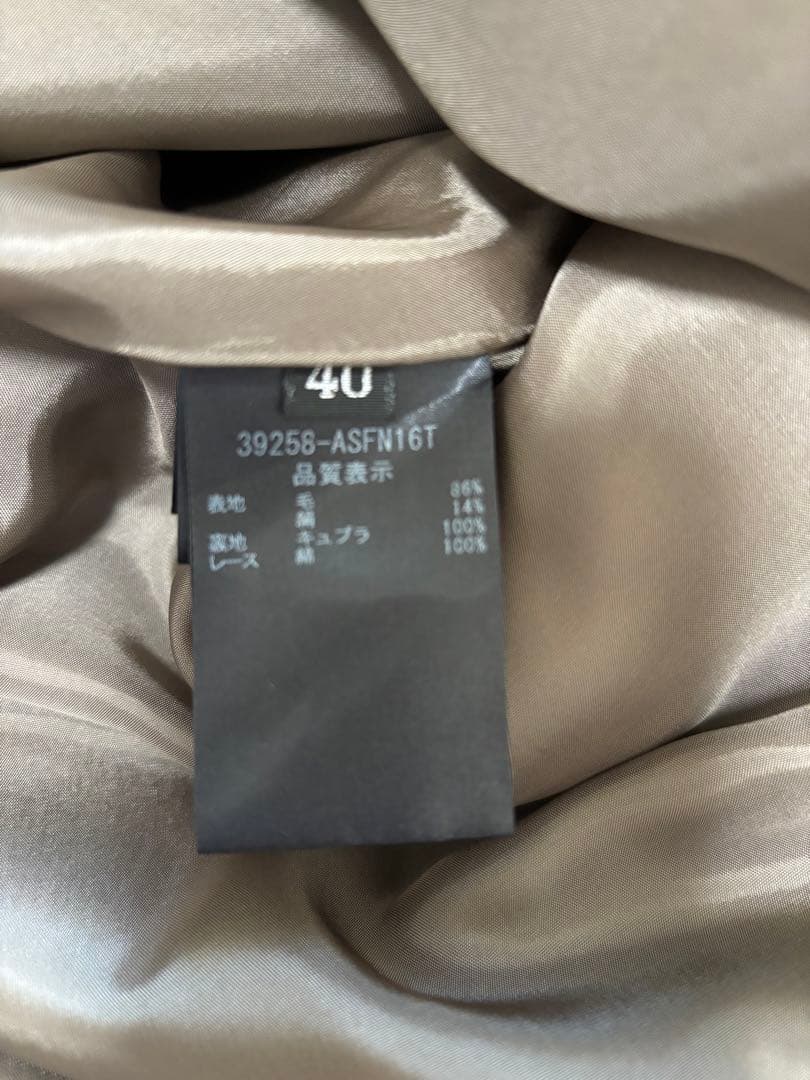 40
39258-ASFN16T
品質表示
表地 毛 86%
絹 14%
裏地 キュプラ 100%
レース 綿 100%